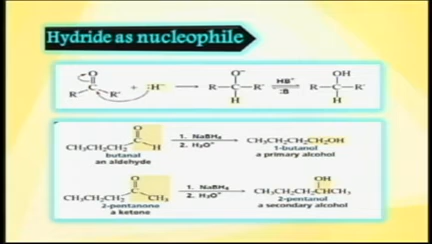 Hydride as nucleophile
O
R C R' + :H⁻ → R—C—R' HB⁺ :B R—C—R'
O⁻
H
OH
H
O
CH₃CH₂CH₂ C H 1. NaBH₄ 2. H₃O⁺ CH₃CH₂CH₂CH₂OH
butanal
an aldehyde
1-butanol
a primary alcohol
O
CH₃CH₂CH₂ C CH₃ 1. NaBH₄ 2. H₃O⁺ CH₃CH₂CH₂CHCH₃
OH
2-pentanone
a ketone
2-pentanol
a secondary alcohol